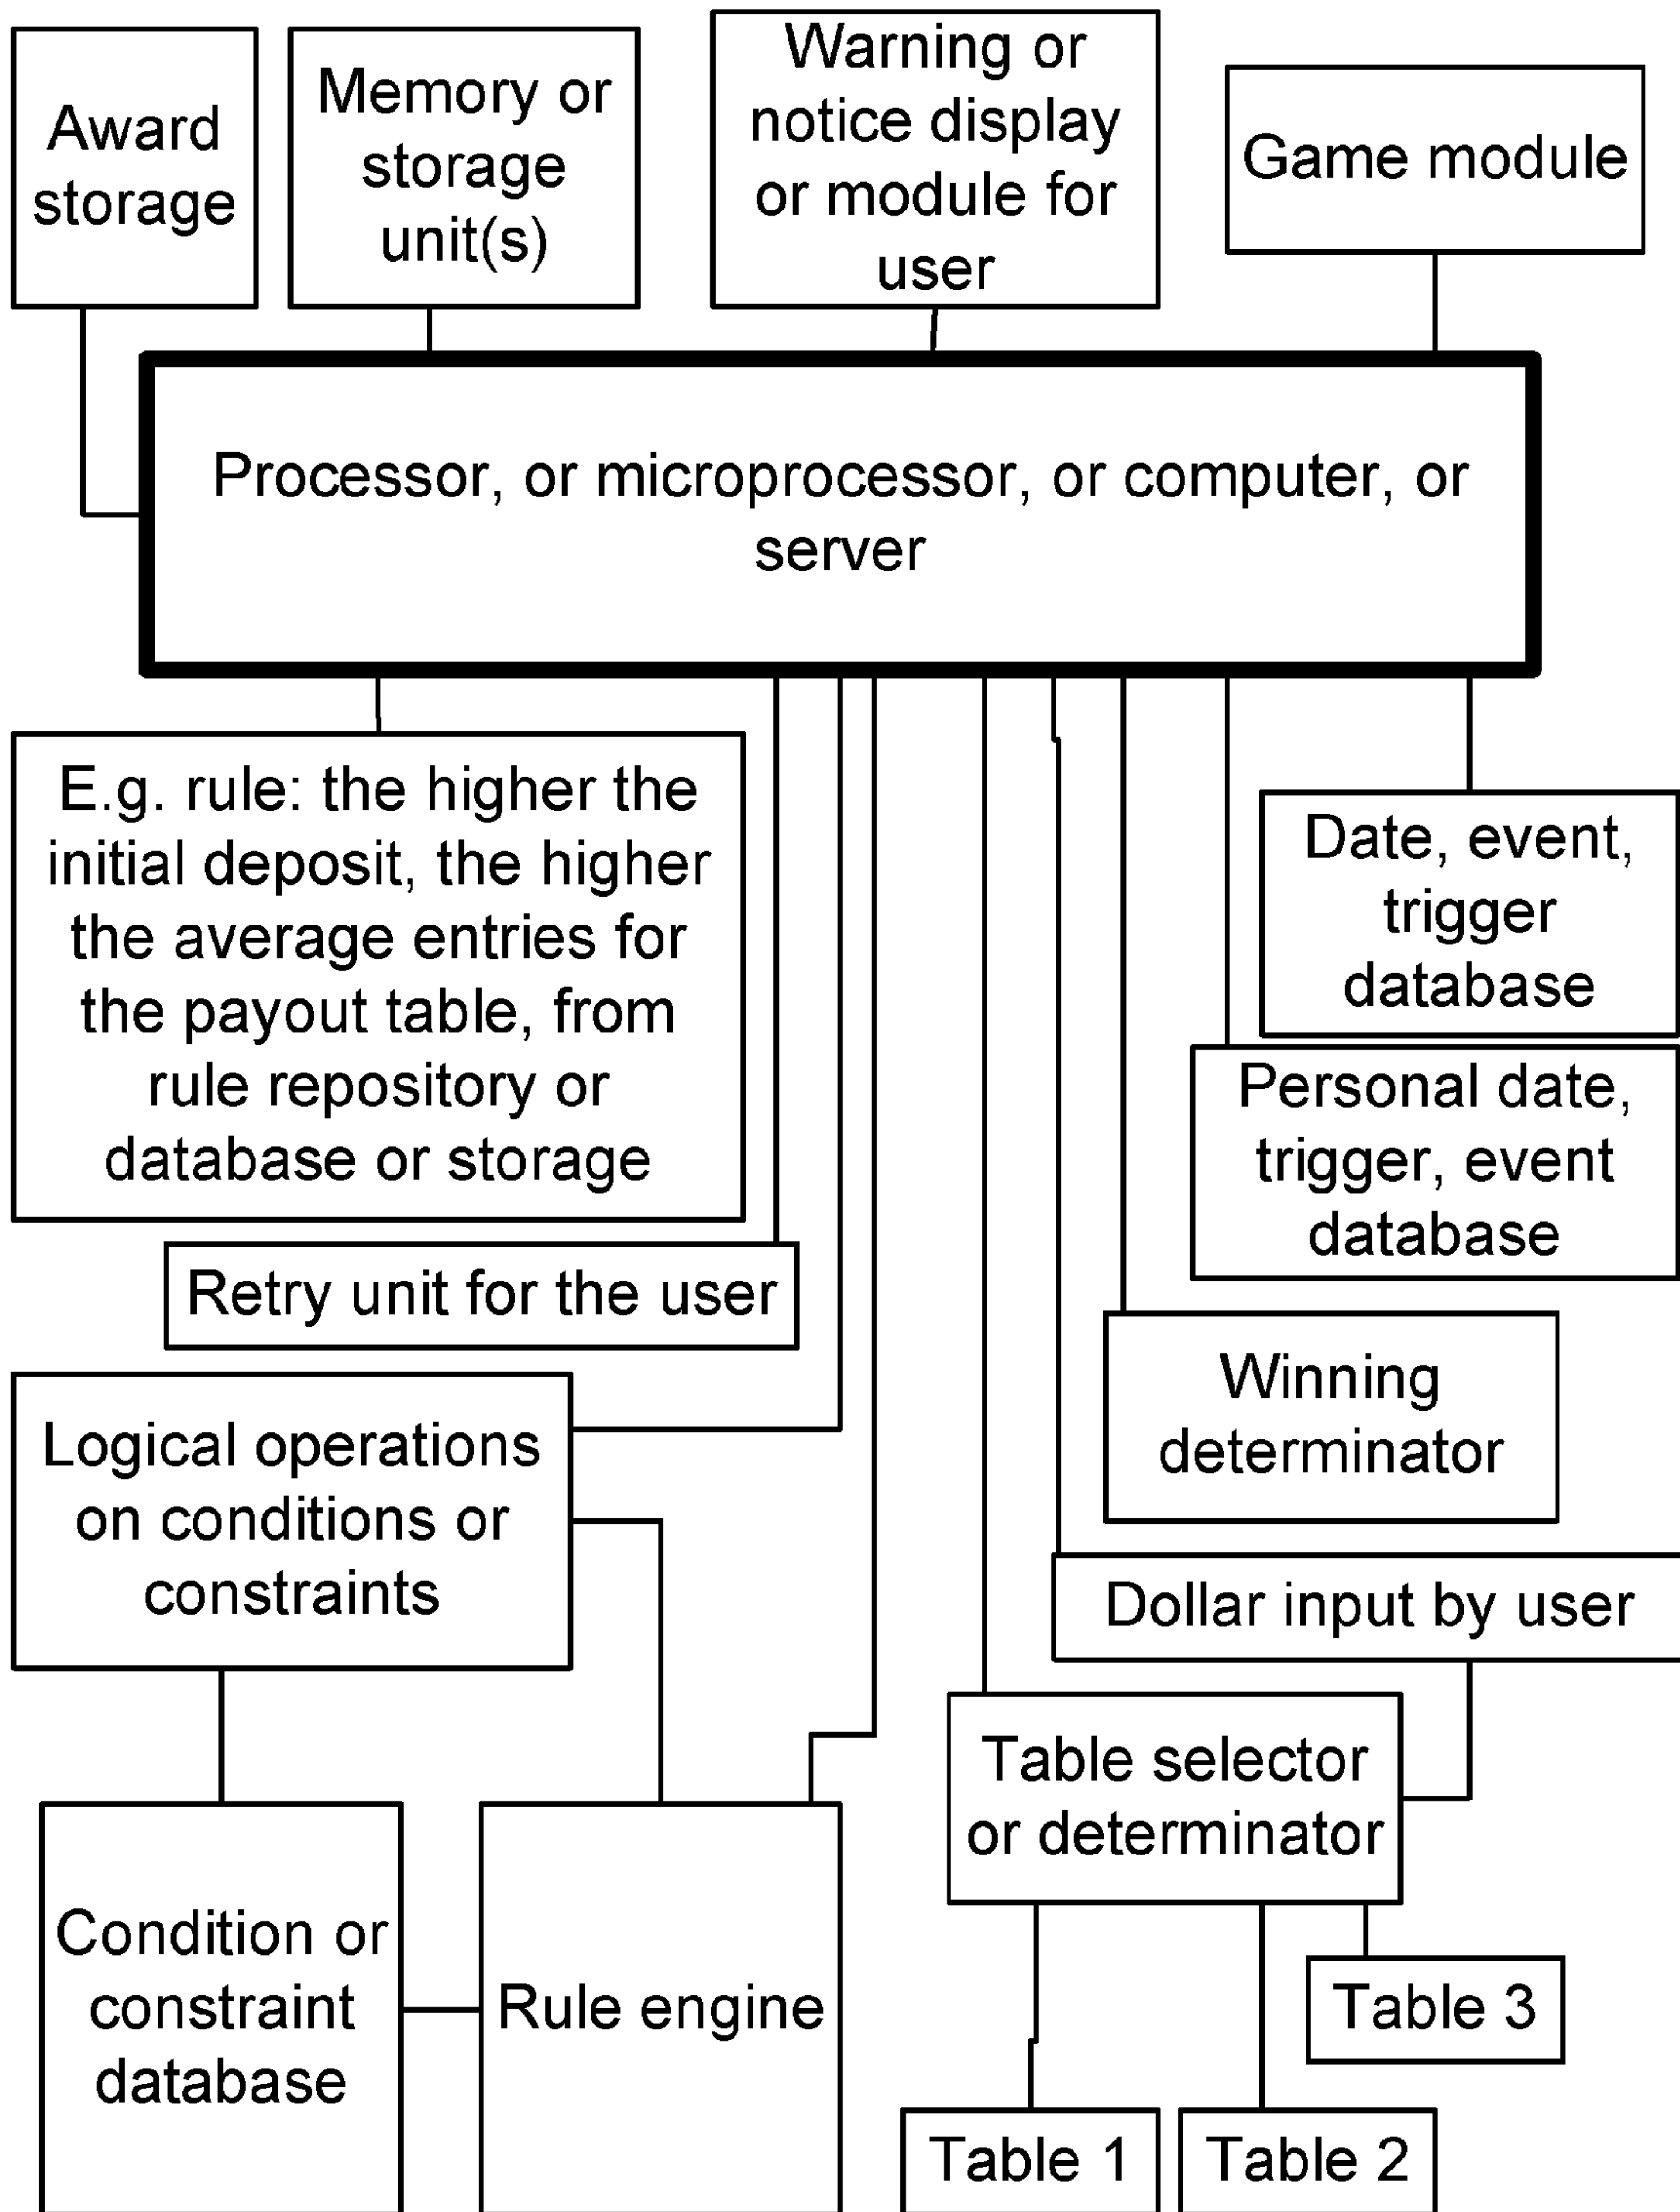 Award
storage
Memory or
storage
unit(s)
Warning or
notice display
or module for
user
Game module
Processor, or microprocessor, or computer, or
server
E.g. rule: the higher the
initial deposit, the higher
the average entries for
the payout table, from
rule repository or
database or storage
Date, event,
trigger
database
Personal date,
trigger, event
database
Retry unit for the user
Winning
determinator
Logical operations
on conditions or
constraints
Dollar input by user
Table selector
or determinator
Condition or
constraint
database
Rule engine
Table 3
Table 1
Table 2